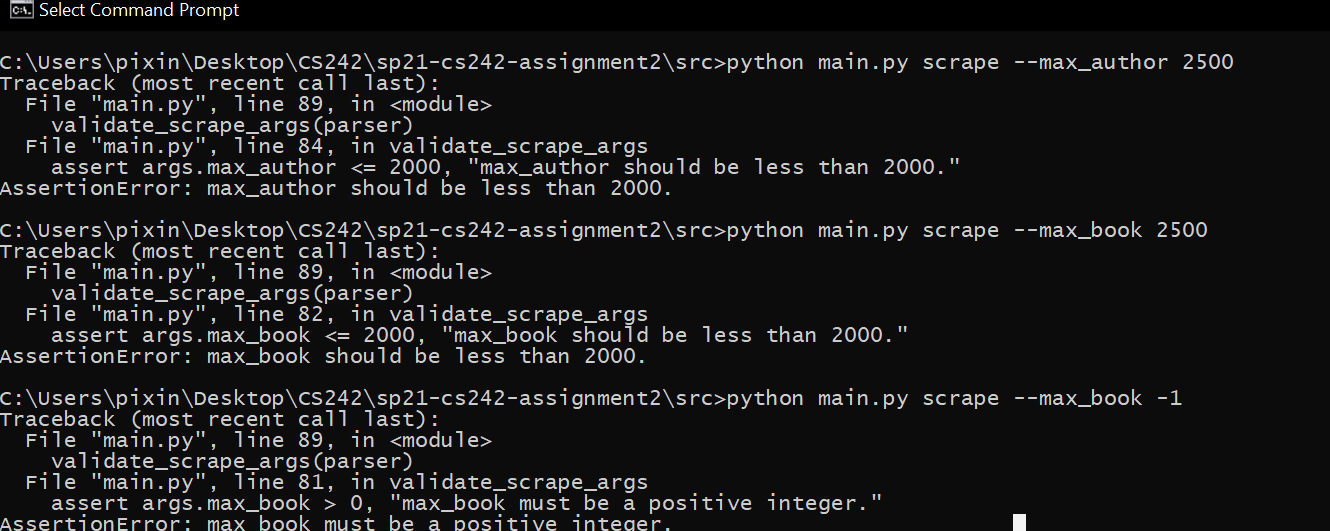 C:\. Select Command Prompt
C:\Users\pixin\Desktop\CS242\sp21-cs242-assignment2\src>python main.py scrape --max_author 2500
Traceback (most recent call last):
  File "main.py", line 89, in <module>
    validate_scrape_args(parser)
  File "main.py", line 84, in validate_scrape_args
    assert args.max_author <= 2000, "max_author should be less than 2000."
AssertionError: max_author should be less than 2000.
C:\Users\pixin\Desktop\CS242\sp21-cs242-assignment2\src>python main.py scrape --max_book 2500
Traceback (most recent call last):
  File "main.py", line 89, in <module>
    validate_scrape_args(parser)
  File "main.py", line 82, in validate_scrape_args
    assert args.max_book <= 2000, "max_book should be less than 2000."
AssertionError: max_book should be less than 2000.
C:\Users\pixin\Desktop\CS242\sp21-cs242-assignment2\src>python main.py scrape --max_book -1
Traceback (most recent call last):
  File "main.py", line 89, in <module>
    validate_scrape_args(parser)
  File "main.py", line 81, in validate_scrape_args
    assert args.max_book > 0, "max_book must be a positive integer."
AssertionError: max_book must be a positive integer.